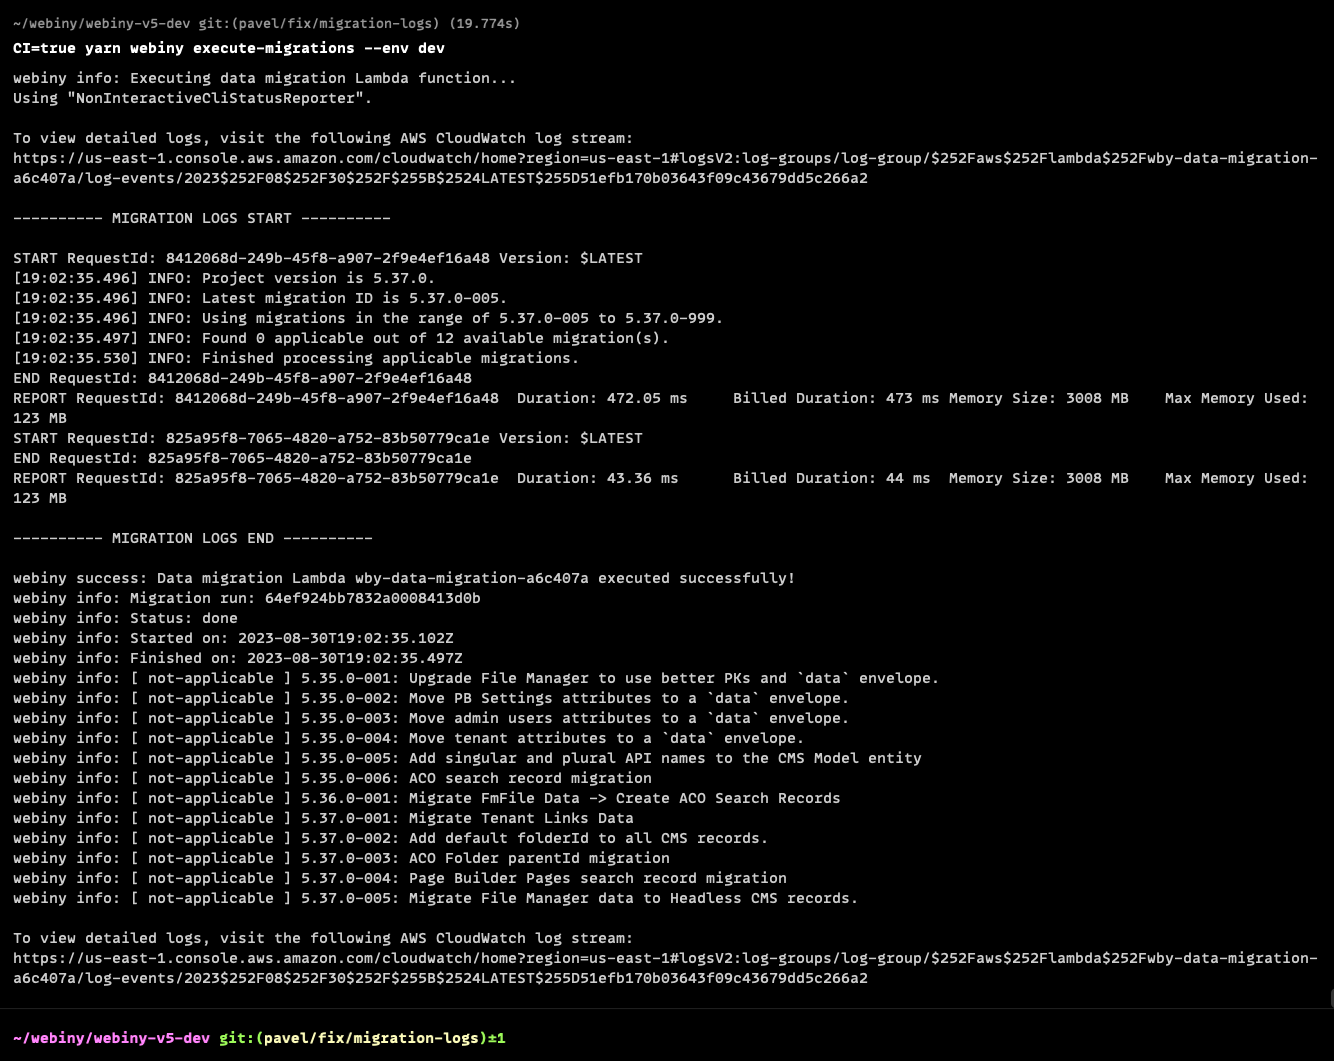 ~/webiny/webiny-v5-dev git:(pavel/fix/migration-logs) (19.774s)
CI=true yarn webiny execute-migrations --env dev
webiny info: Executing data migration Lambda function...
Using "NonInteractiveCliStatusReporter".
To view detailed logs, visit the following AWS CloudWatch log stream:
https://us-east-1.console.aws.amazon.com/cloudwatch/home?region=us-east-1#logsV2:log-groups/log-group/$252Faws$252Flambda$252Fwby-data-migration-
a6c407a/log-events/2023$252F08$252F30$252F$255B$2524LATEST$255D51efb170b03643f09c43679dd5c266a2
---------- MIGRATION LOGS START ----------
START RequestId: 8412068d-249b-45f8-a907-2f9e4ef16a48 Version: $LATEST
[19:02:35.496] INFO: Project version is 5.37.0.
[19:02:35.496] INFO: Latest migration ID is 5.37.0-005.
[19:02:35.496] INFO: Using migrations in the range of 5.37.0-005 to 5.37.0-999.
[19:02:35.497] INFO: Found 0 applicable out of 12 available migration(s).
[19:02:35.530] INFO: Finished processing applicable migrations.
END RequestId: 8412068d-249b-45f8-a907-2f9e4ef16a48
REPORT RequestId: 8412068d-249b-45f8-a907-2f9e4ef16a48  Duration: 472.05 ms     Billed Duration: 473 ms Memory Size: 3008 MB    Max Memory Used:
123 MB
START RequestId: 825a95f8-7065-4820-a752-83b50779ca1e Version: $LATEST
END RequestId: 825a95f8-7065-4820-a752-83b50779ca1e
REPORT RequestId: 825a95f8-7065-4820-a752-83b50779ca1e  Duration: 43.36 ms      Billed Duration: 44 ms  Memory Size: 3008 MB    Max Memory Used:
123 MB
---------- MIGRATION LOGS END ----------
webiny success: Data migration Lambda wby-data-migration-a6c407a executed successfully!
webiny info: Migration run: 64ef924bb7832a0008413d0b
webiny info: Status: done
webiny info: Started on: 2023-08-30T19:02:35.102Z
webiny info: Finished on: 2023-08-30T19:02:35.497Z
webiny info: [ not-applicable ] 5.35.0-001: Upgrade File Manager to use better PKs and `data` envelope.
webiny info: [ not-applicable ] 5.35.0-002: Move PB Settings attributes to a `data` envelope.
webiny info: [ not-applicable ] 5.35.0-003: Move admin users attributes to a `data` envelope.
webiny info: [ not-applicable ] 5.35.0-004: Move tenant attributes to a `data` envelope.
webiny info: [ not-applicable ] 5.35.0-005: Add singular and plural API names to the CMS Model entity
webiny info: [ not-applicable ] 5.35.0-006: ACO search record migration
webiny info: [ not-applicable ] 5.36.0-001: Migrate FmFile Data -> Create ACO Search Records
webiny info: [ not-applicable ] 5.37.0-001: Migrate Tenant Links Data
webiny info: [ not-applicable ] 5.37.0-002: Add default folderId to all CMS records.
webiny info: [ not-applicable ] 5.37.0-003: ACO Folder parentId migration
webiny info: [ not-applicable ] 5.37.0-004: Page Builder Pages search record migration
webiny info: [ not-applicable ] 5.37.0-005: Migrate File Manager data to Headless CMS records.
To view detailed logs, visit the following AWS CloudWatch log stream:
https://us-east-1.console.aws.amazon.com/cloudwatch/home?region=us-east-1#logsV2:log-groups/log-group/$252Faws$252Flambda$252Fwby-data-migration-
a6c407a/log-events/2023$252F08$252F30$252F$255B$2524LATEST$255D51efb170b03643f09c43679dd5c266a2
~/webiny/webiny-v5-dev git:(pavel/fix/migration-logs)±1